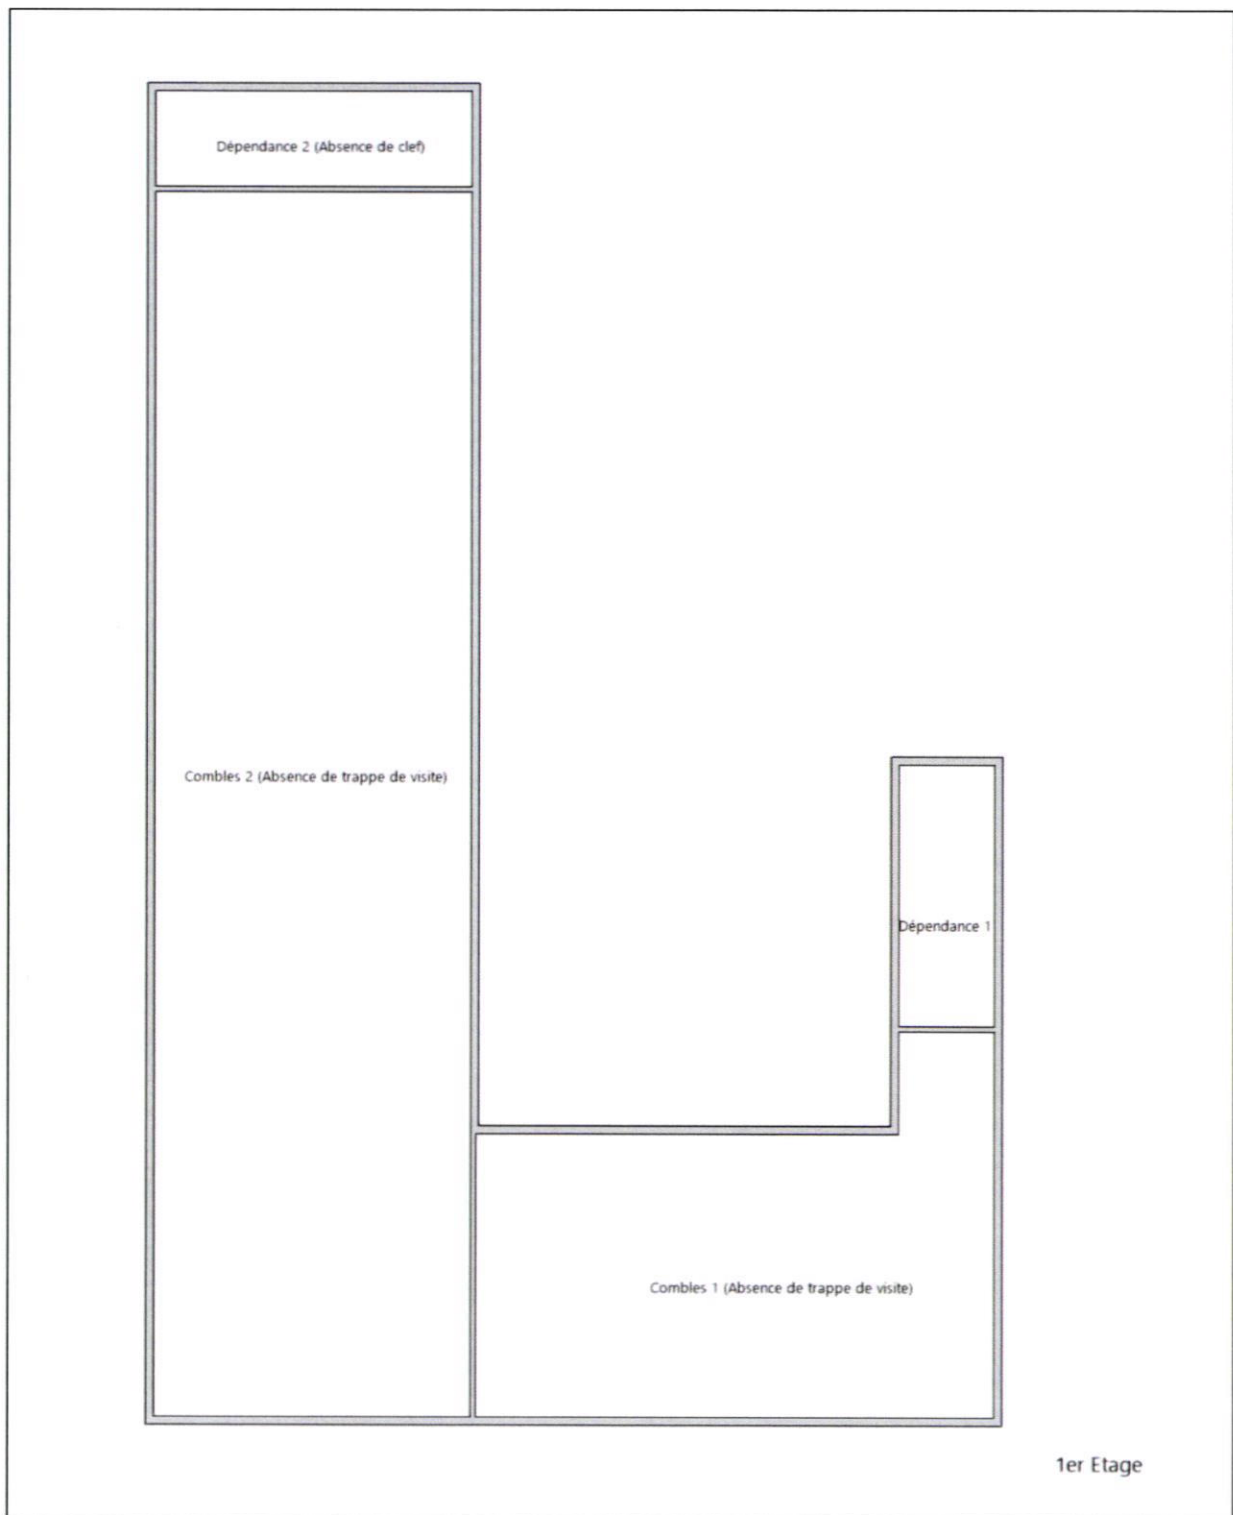 Dépendance 2 (Absence de clef)
Combles 2 (Absence de trappe de visite)
Dépendance 1
Combles 1 (Absence de trappe de visite)
1er Etage